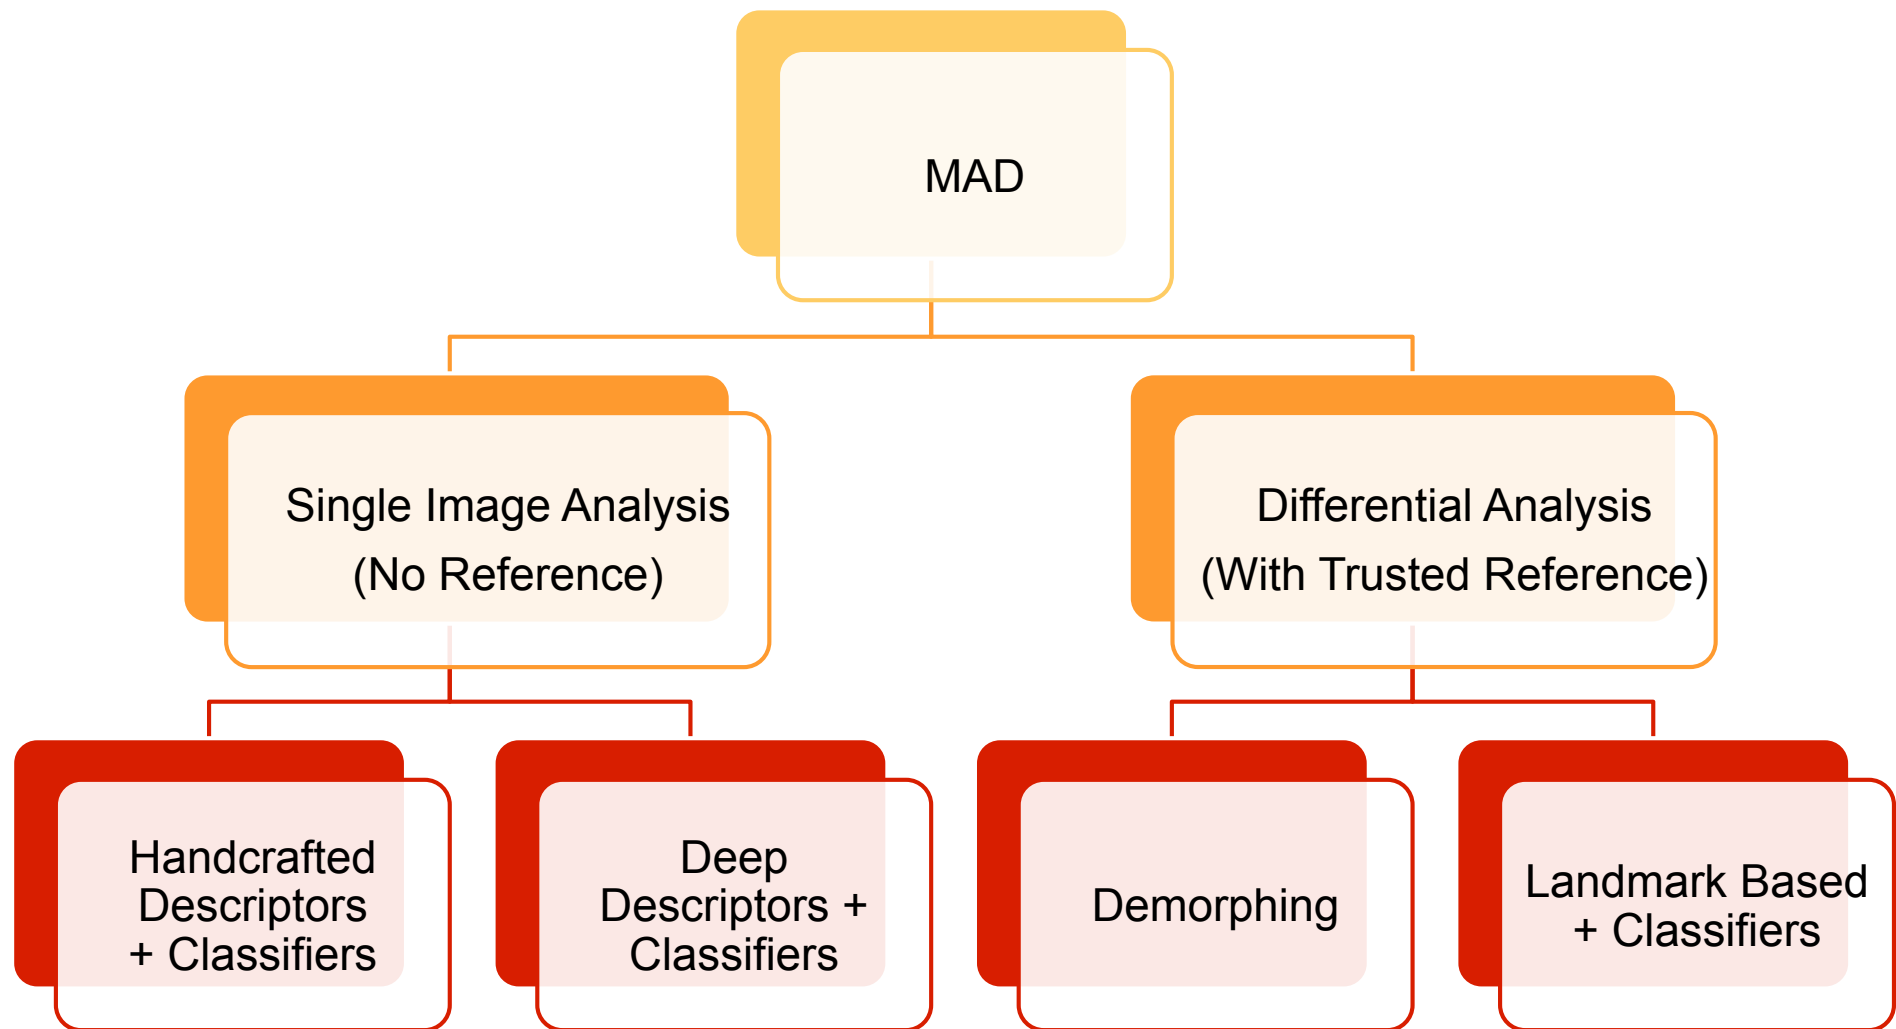 MAD
Single Image Analysis
(No Reference)
Differential Analysis
(With Trusted Reference)
Handcrafted
Descriptors
+ Classifiers
Deep
Descriptors +
Classifiers
Demorphing
Landmark Based
+ Classifiers